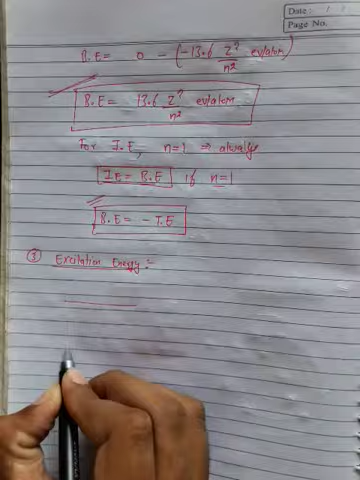 Date: / /
Page No.
B.E = 0 - (-13.6 Z²/n² ev/atom)
B.E = 13.6 Z²/n² ev/atom
For I.E, n=1 ⇒ always
I.E = B.E if n=1
B.E = - T.E
③ Excitation Energy :-